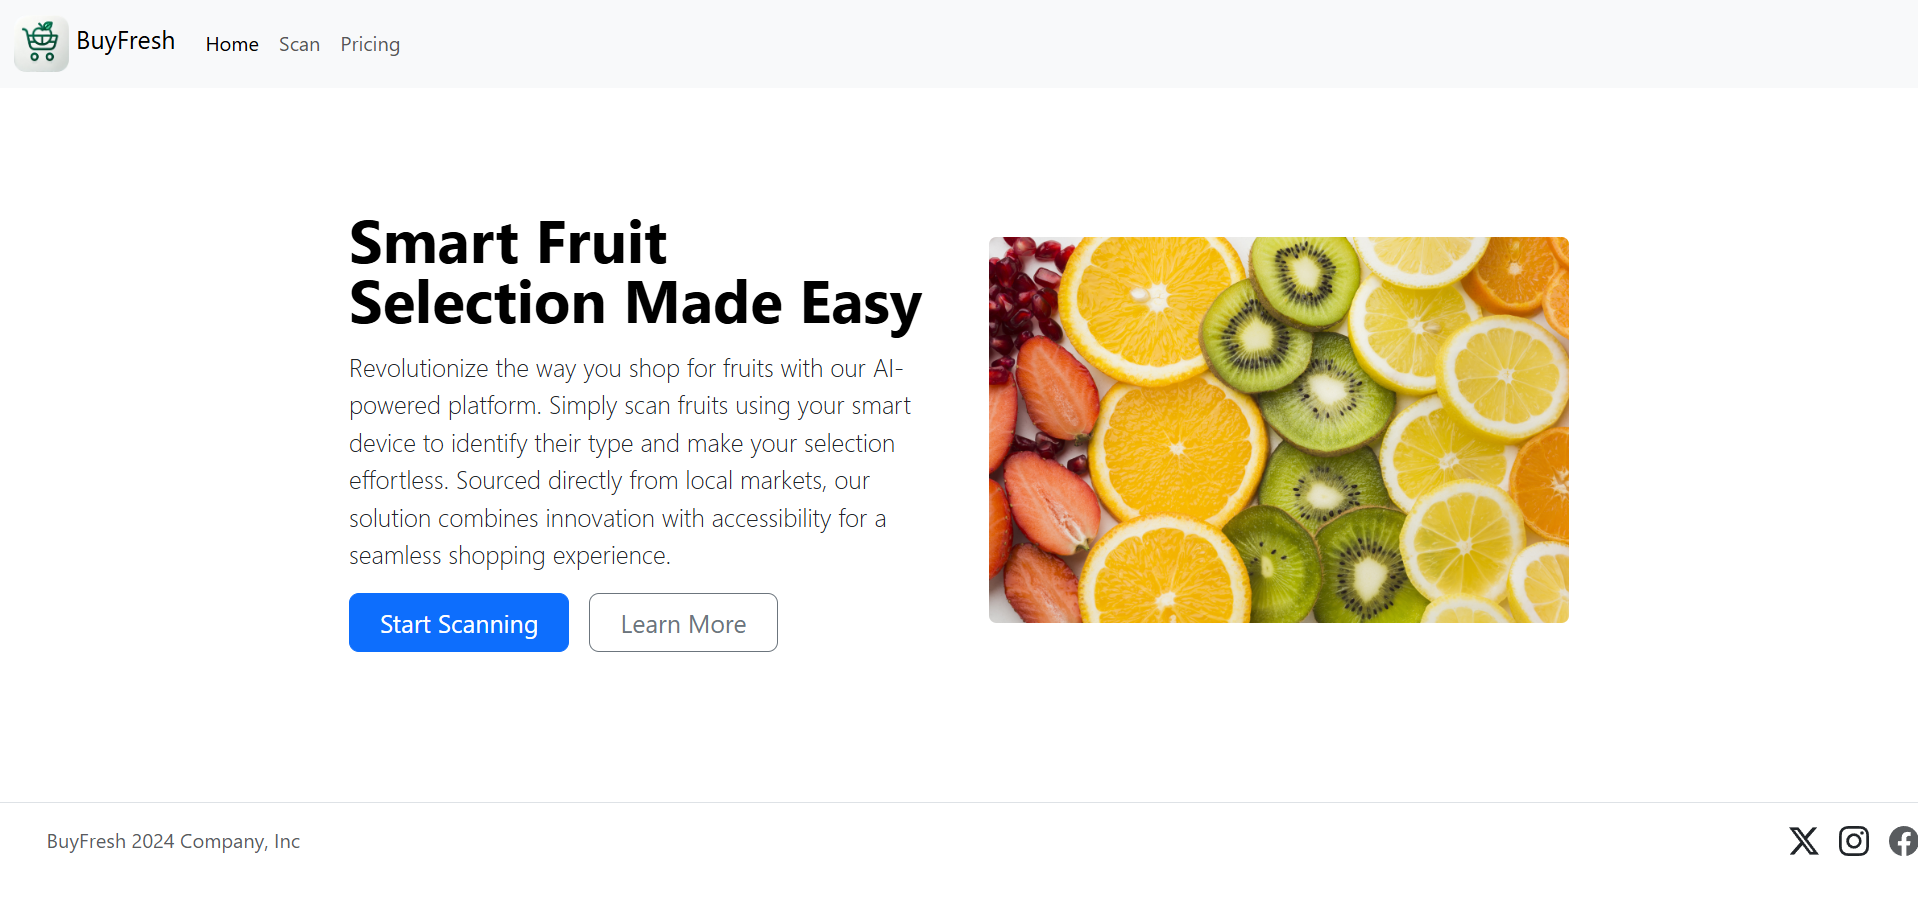 BuyFresh Home Scan Pricing
Smart Fruit
Selection Made Easy
Revolutionize the way you shop for fruits with our AI-
powered platform. Simply scan fruits using your smart
device to identify their type and make your selection
effortless. Sourced directly from local markets, our
solution combines innovation with accessibility for a
seamless shopping experience.
Start Scanning Learn More
BuyFresh 2024 Company, Inc